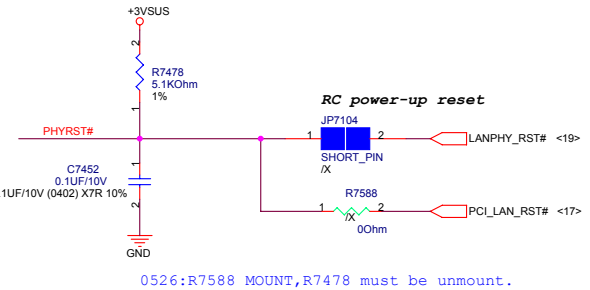 +3VSUS
2
R7478
5.1KOhm
1%
1
RC power-up reset
JP7104
PHYRST#
1
2
LANPHY_RST# <19>
SHORT_PIN
/X
1
C7452
0.1UF/10V
.1UF/10V (0402) X7R 10%
2
GND
R7588
1
2
/X
0Ohm
PCI_LAN_RST# <17>
0526:R7588 MOUNT,R7478 must be unmount.